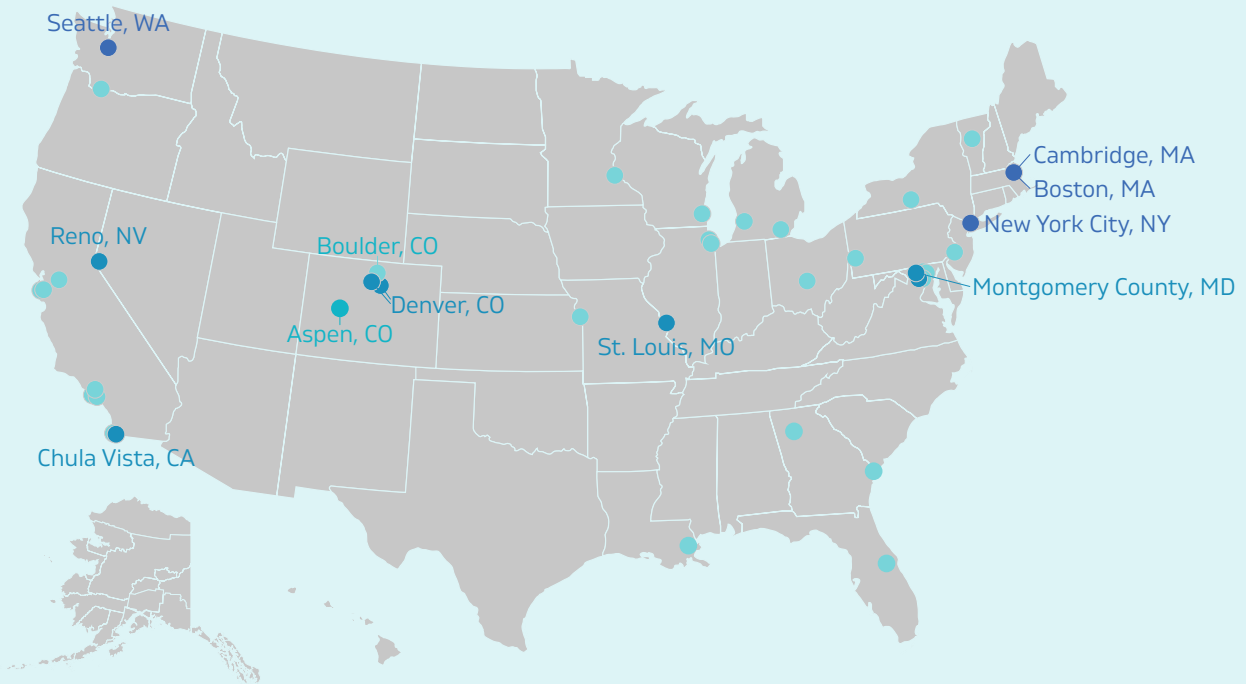 Seattle, WA
Cambridge, MA
Boston, MA
New York City, NY
Reno, NV
Boulder, CO
Montgomery County, MD
Denver, CO
Aspen, CO
St. Louis, MO
Chula Vista, CA